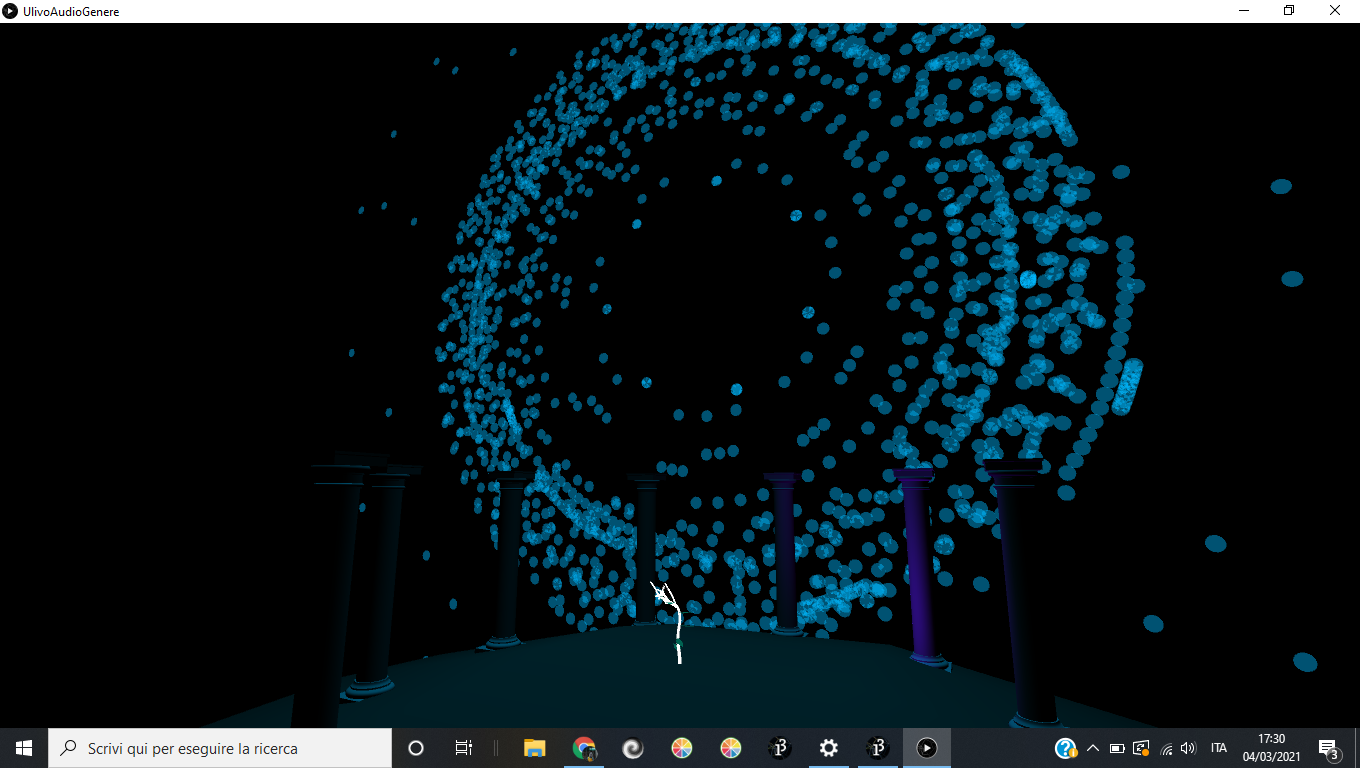 UlivoAudioGenere
Scrivi qui per eseguire la ricerca
ITA
17:30
04/03/2021
3